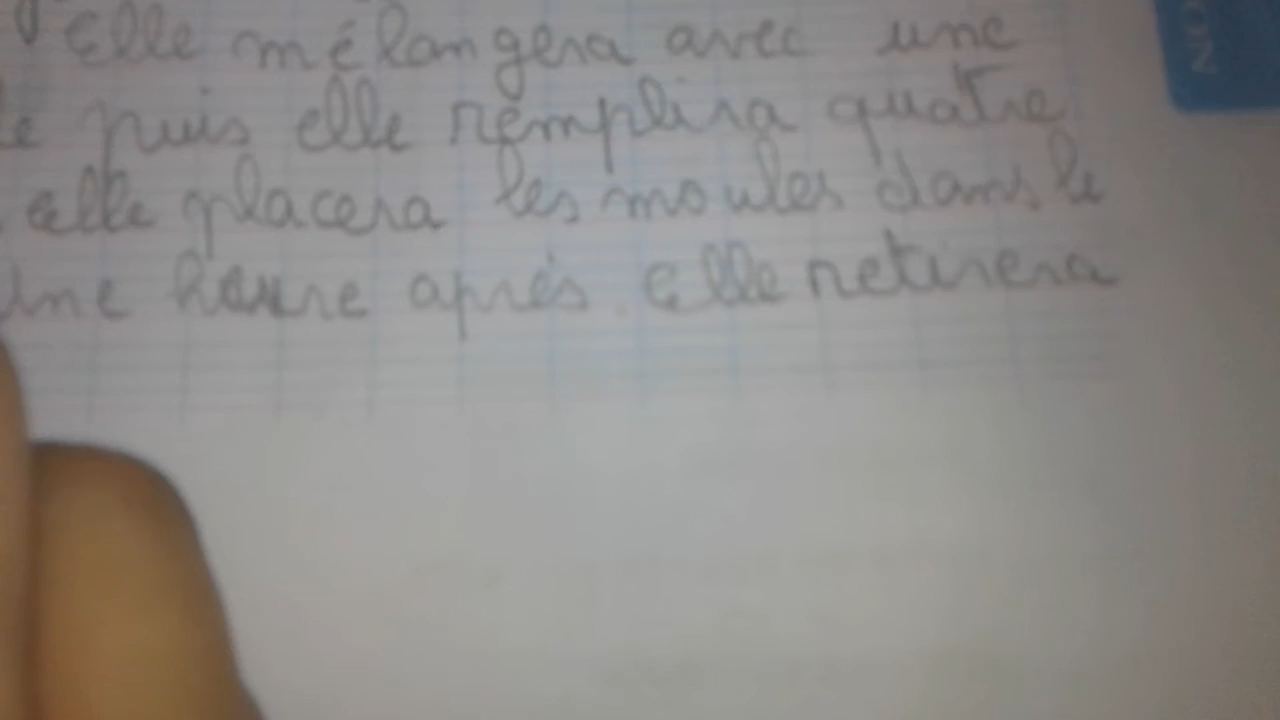 Elle mélangera avec une
puis elle remplira quatre
elle placera les moules dans le
une heure après elle retirera